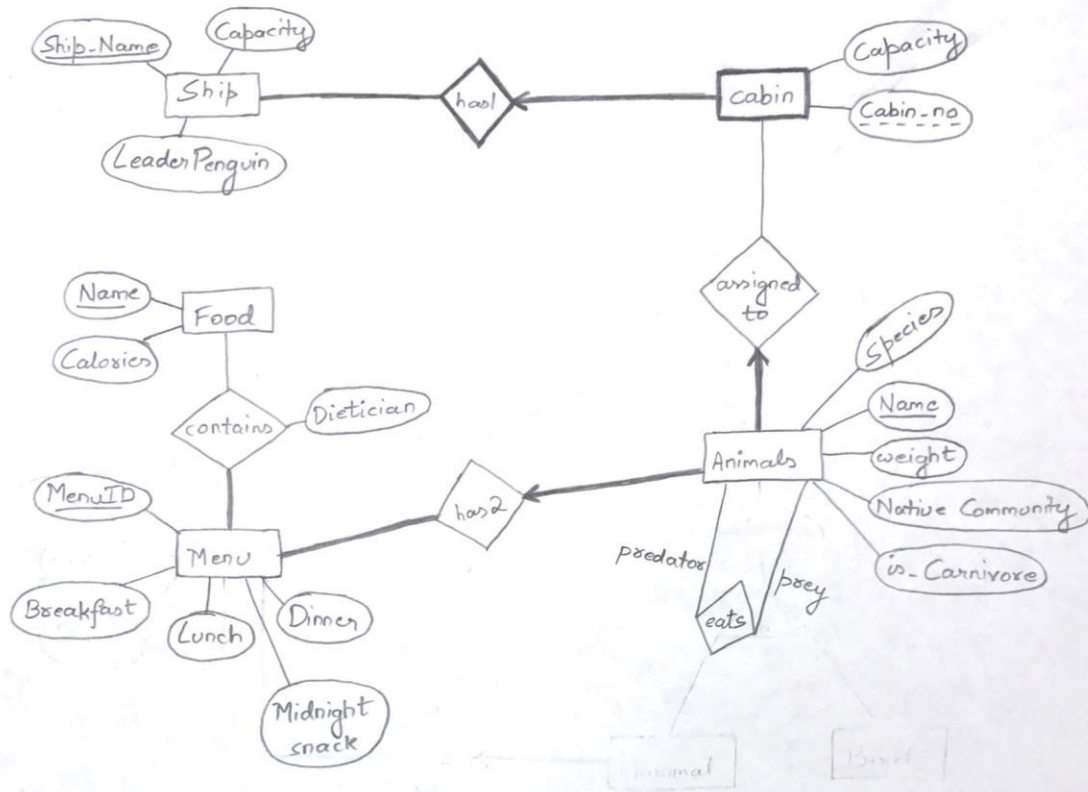 Ship_Name
Capacity
Ship
LeaderPenguin
has1
cabin
Capacity
Cabin_no
assigned
to
Name
Food
Calories
contains
Dietician
MenuID
Menu
Breakfast
Lunch
Dinner
Midnight
snack
has2
Species
Name
Animals
weight
Native Community
is_Carnivore
predator
prey
eats